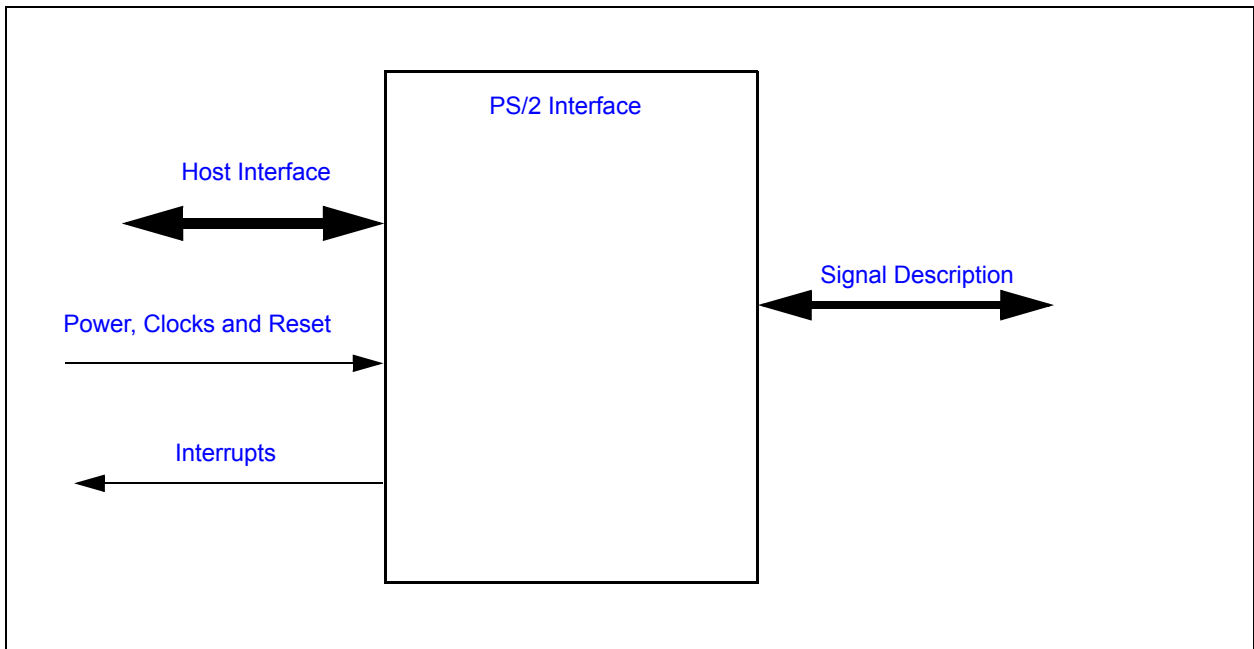 PS/2 Interface
Host Interface
Signal Description
Power, Clocks and Reset
Interrupts